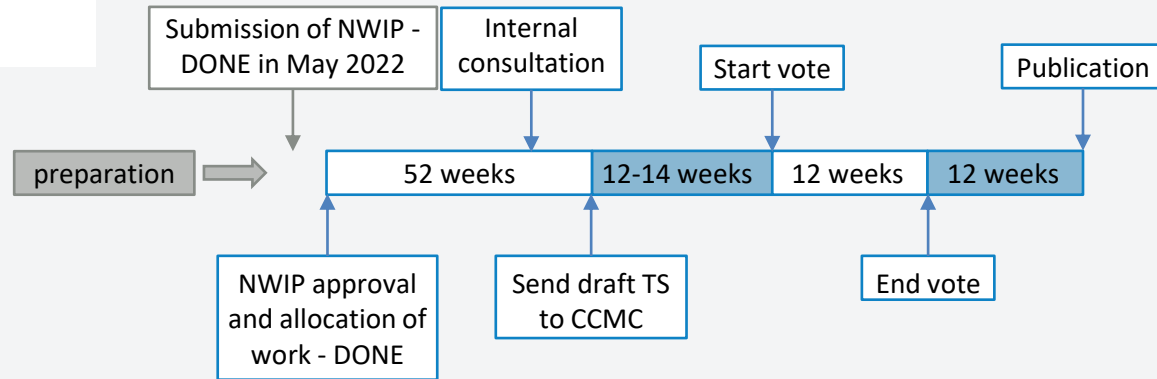 Submission of NWIP -
DONE in May 2022
Internal
consultation
Start vote
Publication
preparation
52 weeks
12-14 weeks
12 weeks
12 weeks
NWIP approval
and allocation of
work - DONE
Send draft TS
to CCMC
End vote